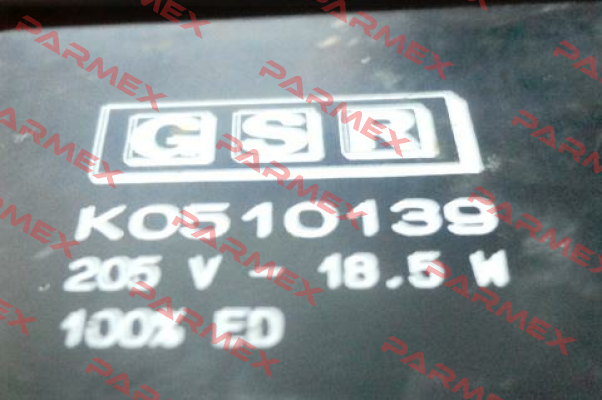 GSR
K0510139
205 V - 18.5 W
100% ED
PARMEX